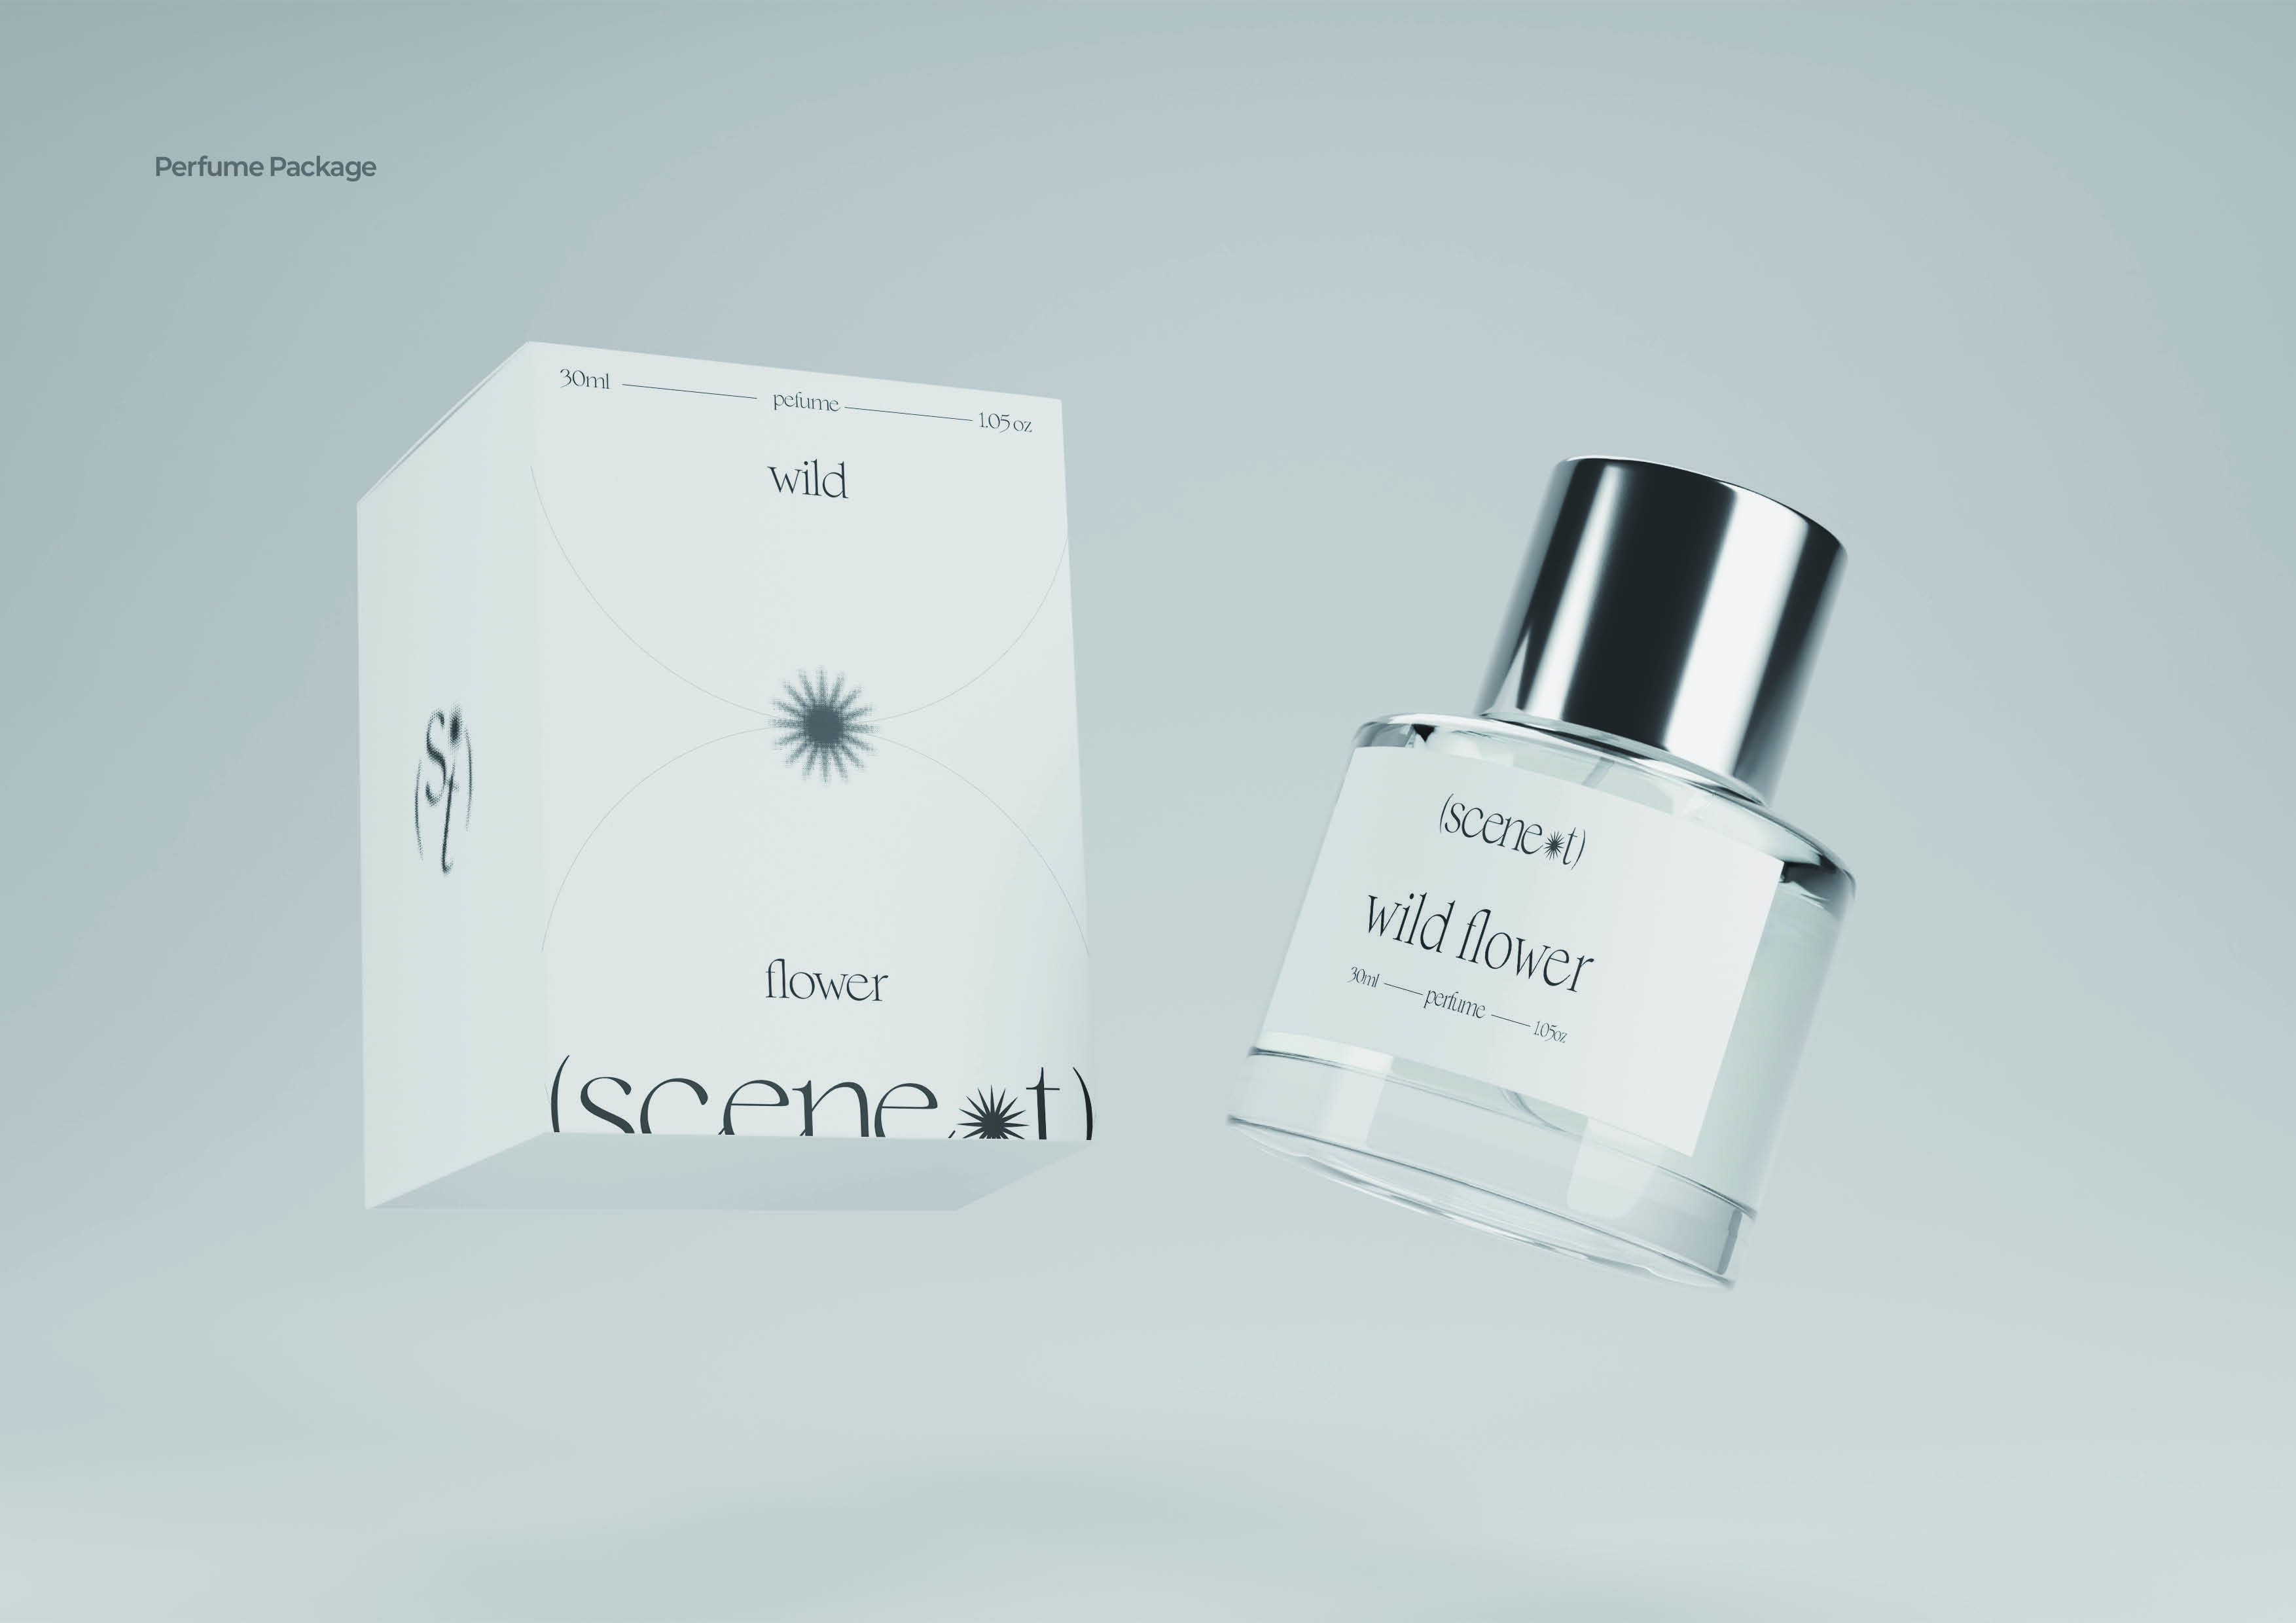 Perfume Package
30ml pefume 1.05 oz
wild
flower
(scene✷t)
(s·t)
(scene✷t)
wild flower
30ml perfume 1.05oz